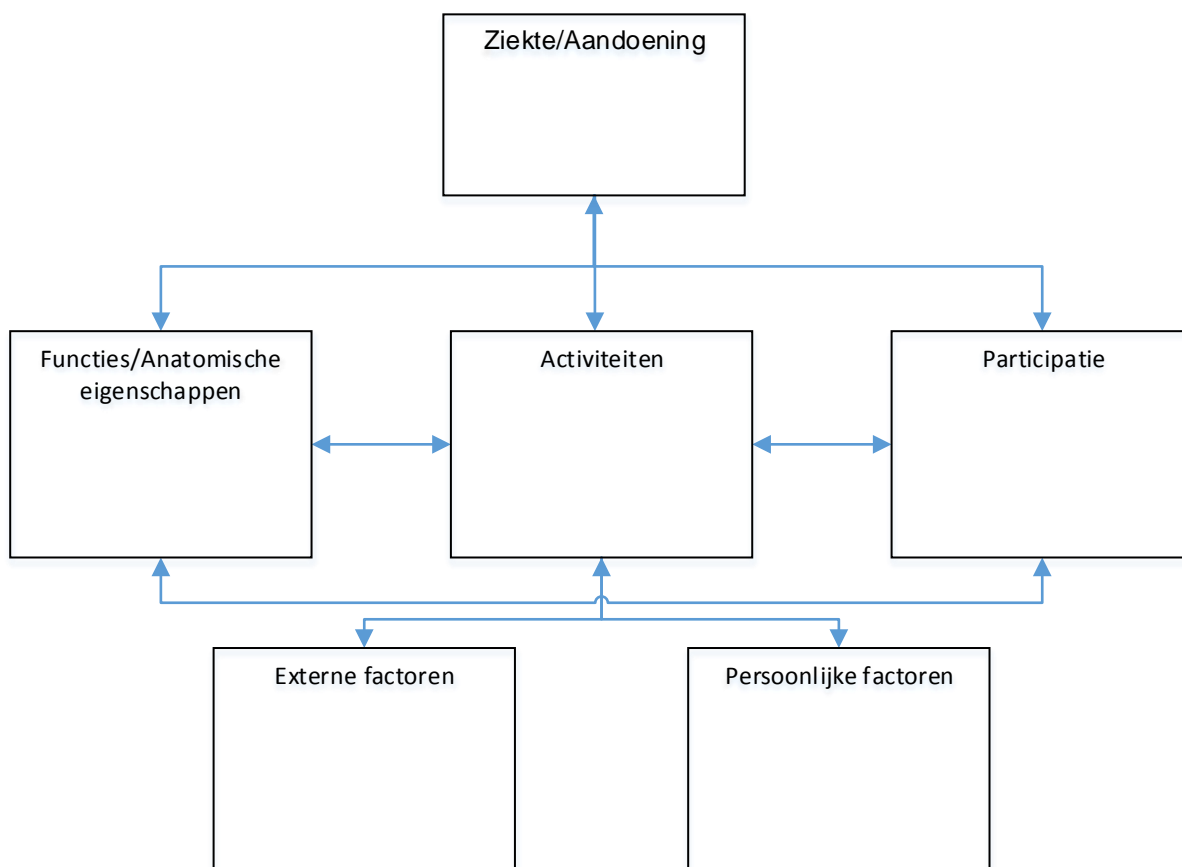 Ziekte/Aandoening
Functies/Anatomische
eigenschappen
Activiteiten
Participatie
Externe factoren
Persoonlijke factoren